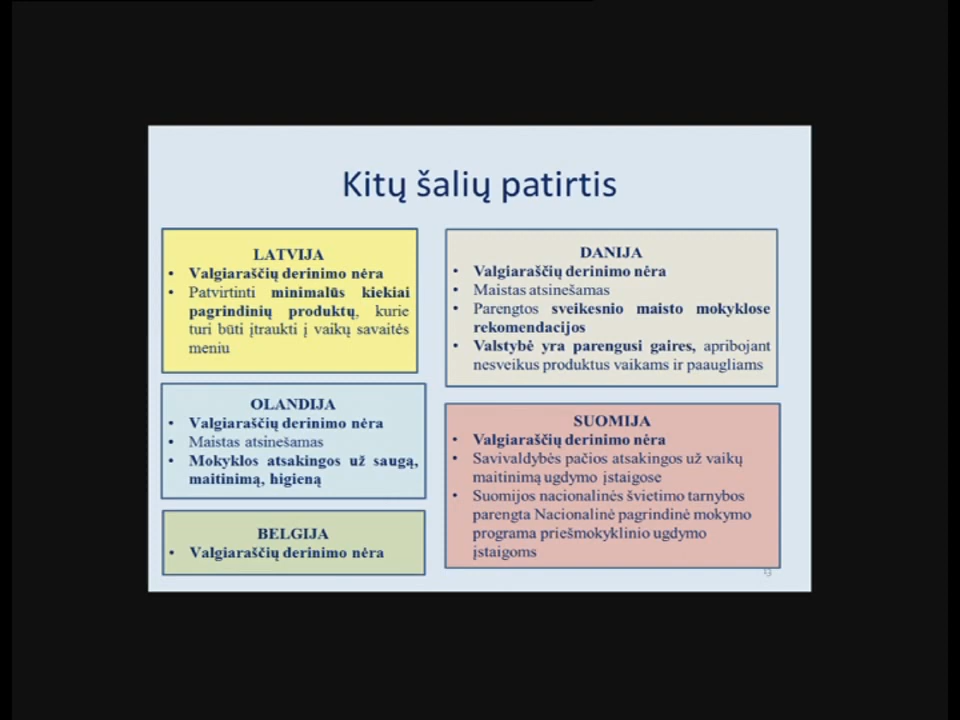 Kitų šalių patirtis
LATVIJA
• Valgiaraščių derinimo nėra
• Patvirtinti minimalūs kiekiai
pagrindinių produktų, kurie
turi būti įtraukti į vaikų savaitės
meniu
OLANDIJA
• Valgiaraščių derinimo nėra
• Maistas atsinešamas
• Mokyklos atsakingos už saugą,
maitinimą, higieną
BELGIJA
• Valgiaraščių derinimo nėra
DANIJA
• Valgiaraščių derinimo nėra
• Maistas atsinešamas
• Parengtos sveikesnio maisto mokyklose
rekomendacijos
• Valstybė yra parengusi gaires, apribojant
nesveikus produktus vaikams ir paaugliams
SUOMIJA
• Valgiaraščių derinimo nėra
• Savivaldybės pačios atsakingos už vaikų
maitinimą ugdymo įstaigose
• Suomijos nacionalinės švietimo tarnybos
parengta Nacionalinė pagrindinė mokymo
programa priešmokyklinio ugdymo
įstaigoms
13